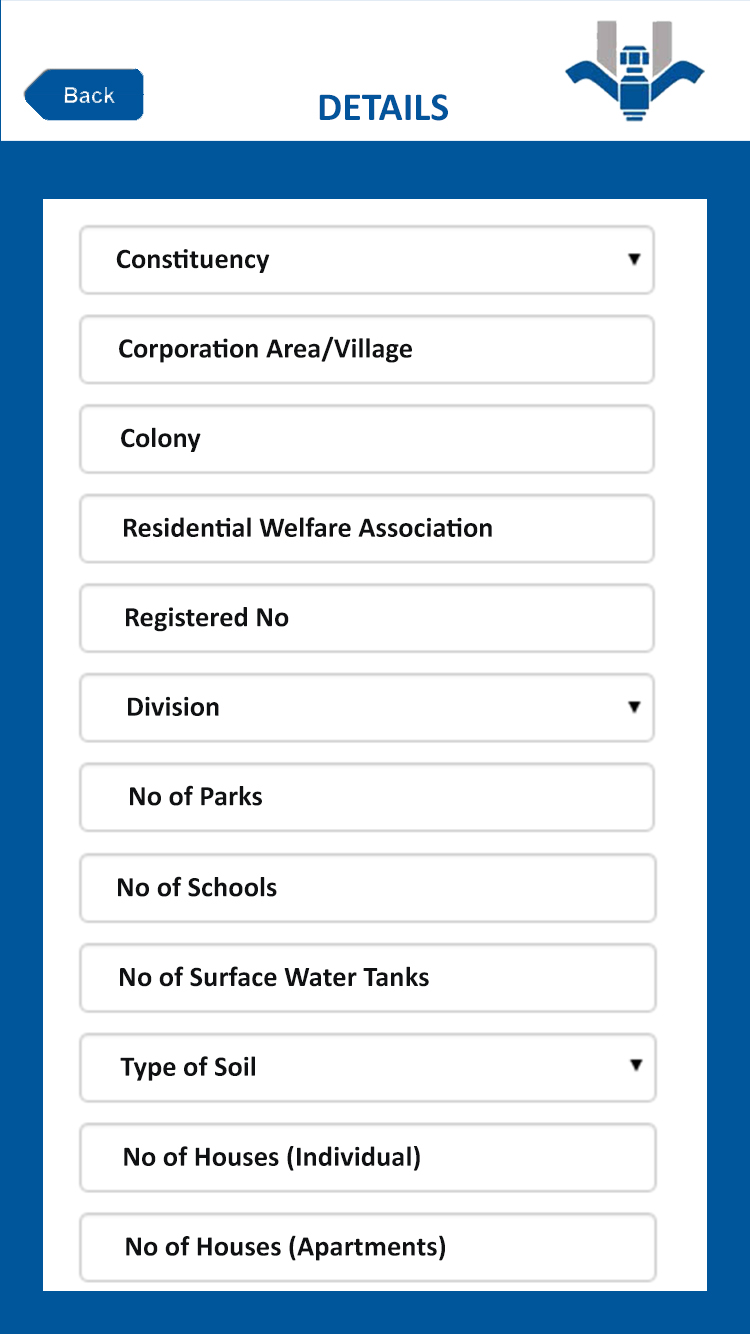 Back
DETAILS
Constituency
Corporation Area/Village
Colony
Residential Welfare Association
Registered No
Division
No of Parks
No of Schools
No of Surface Water Tanks
Type of Soil
No of Houses (Individual)
No of Houses (Apartments)